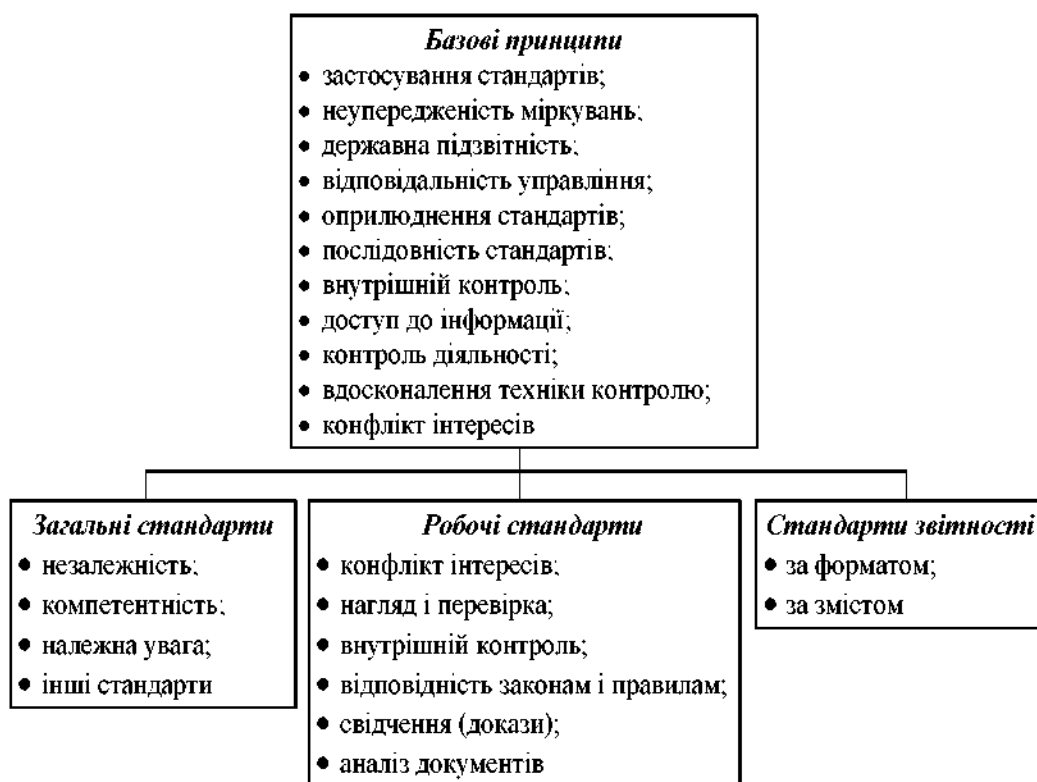 Базові принципи
• застосування стандартів;
• неупередженість міркувань;
• державна підзвітність;
• відповідальність управління;
• оприлюднення стандартів;
• послідовність стандартів;
• внутрішній контроль;
• доступ до інформації;
• контроль діяльності;
• вдосконалення техніки контролю;
• конфлікт інтересів
Загальні стандарти
• незалежність;
• компетентність;
• належна увага;
• інші стандарти
Робочі стандарти
• конфлікт інтересів;
• нагляд і перевірка;
• внутрішній контроль;
• відповідність законам і правилам;
• свідчення (докази);
• аналіз документів
Стандарти звітності
• за форматом;
• за змістом